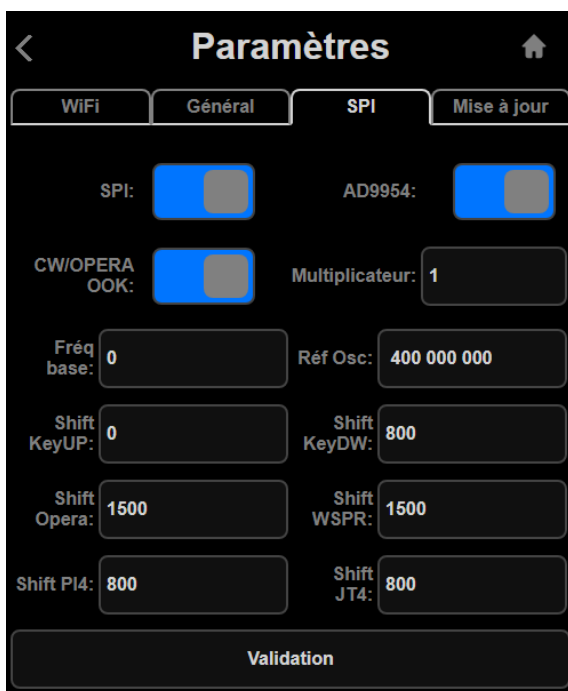 Paramètres
WiFi Général SPI Mise à jour
SPI: AD9954:
CW/OPERA
OOK:
Multiplicateur: 1
Fréq
base: 0
Réf Osc: 400 000 000
Shift
KeyUP: 0
Shift
KeyDW: 800
Shift
Opera: 1500
Shift
WSPR: 1500
Shift PI4: 800
Shift
JT4: 800
Validation